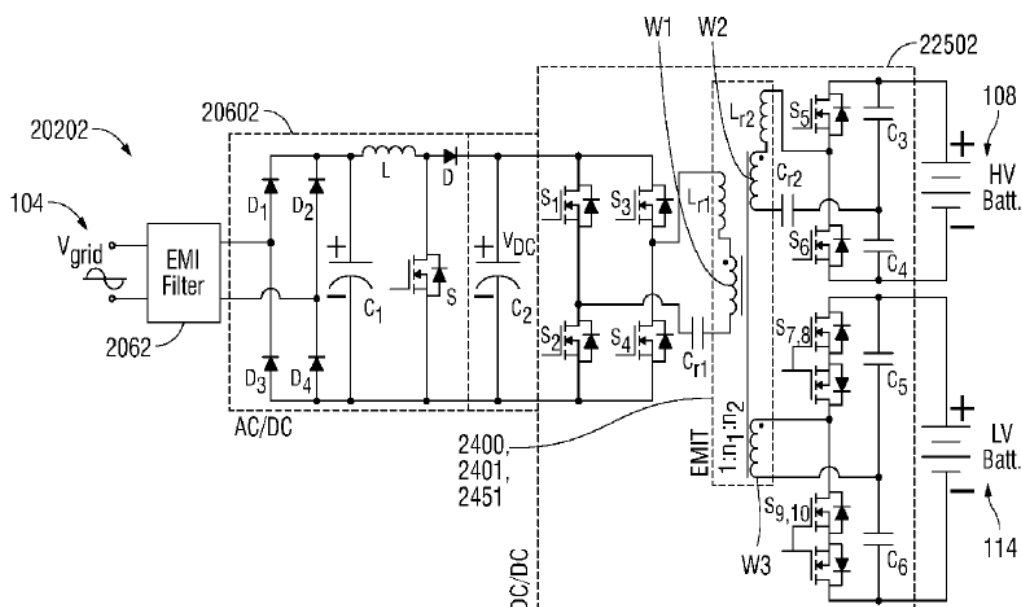 W1
W2
22502
20602
20202
104
V_grid
EMI
Filter
2062
D1
D2
D3
D4
+
−
C1
L
D
S
AC/DC
+
−
V_DC
C2
S1
S3
S2
S4
Lr1
Cr1
Lr2
Cr2
S5
S6
C3
C4
108
+
−
HV
Batt.
2400,
2401,
2451
EMIT
1:n1:n2
W3
S7,8
S9,10
C5
C6
+
−
LV
Batt.
114
DC/DC